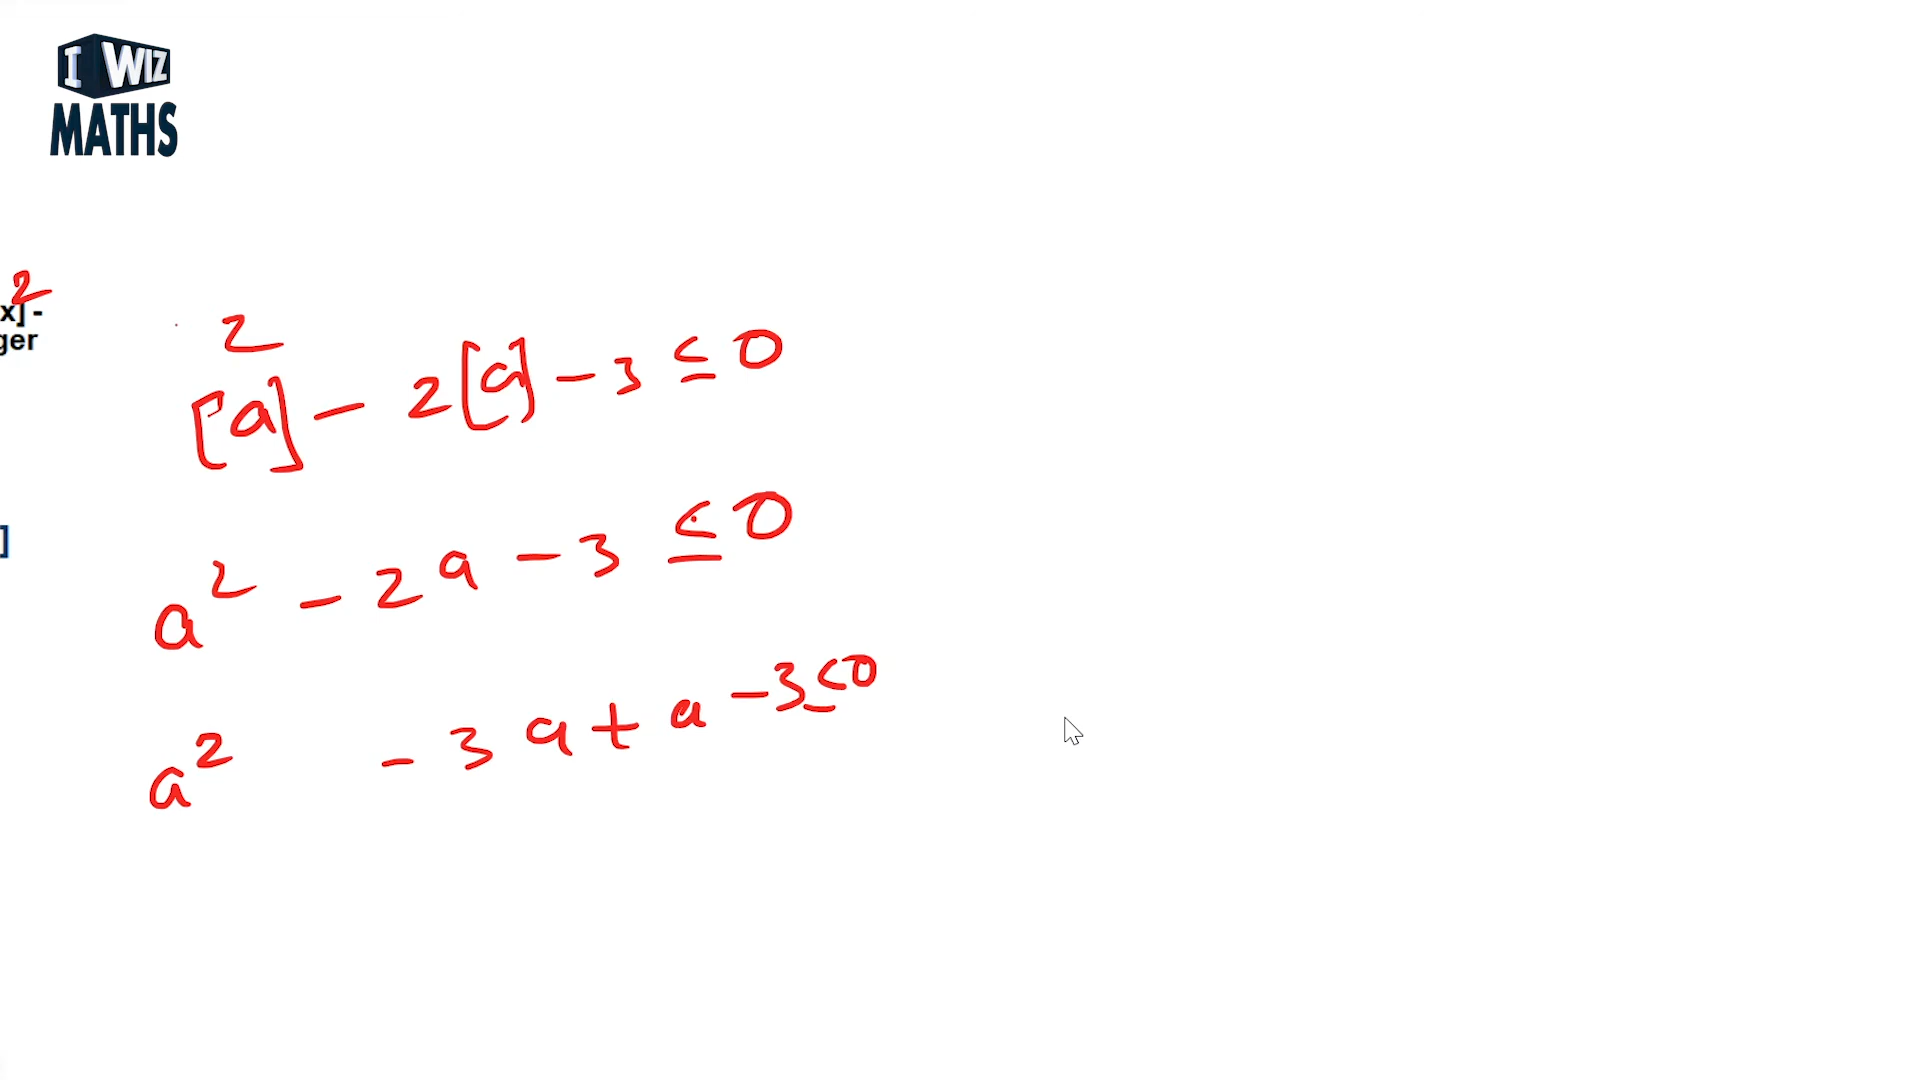 I WIZ
MATHS
x]² -
ger
[a]² - 2[a] - 3 ≤ 0
]
a² - 2a - 3 ≤ 0
a² - 3a + a - 3 ≤ 0